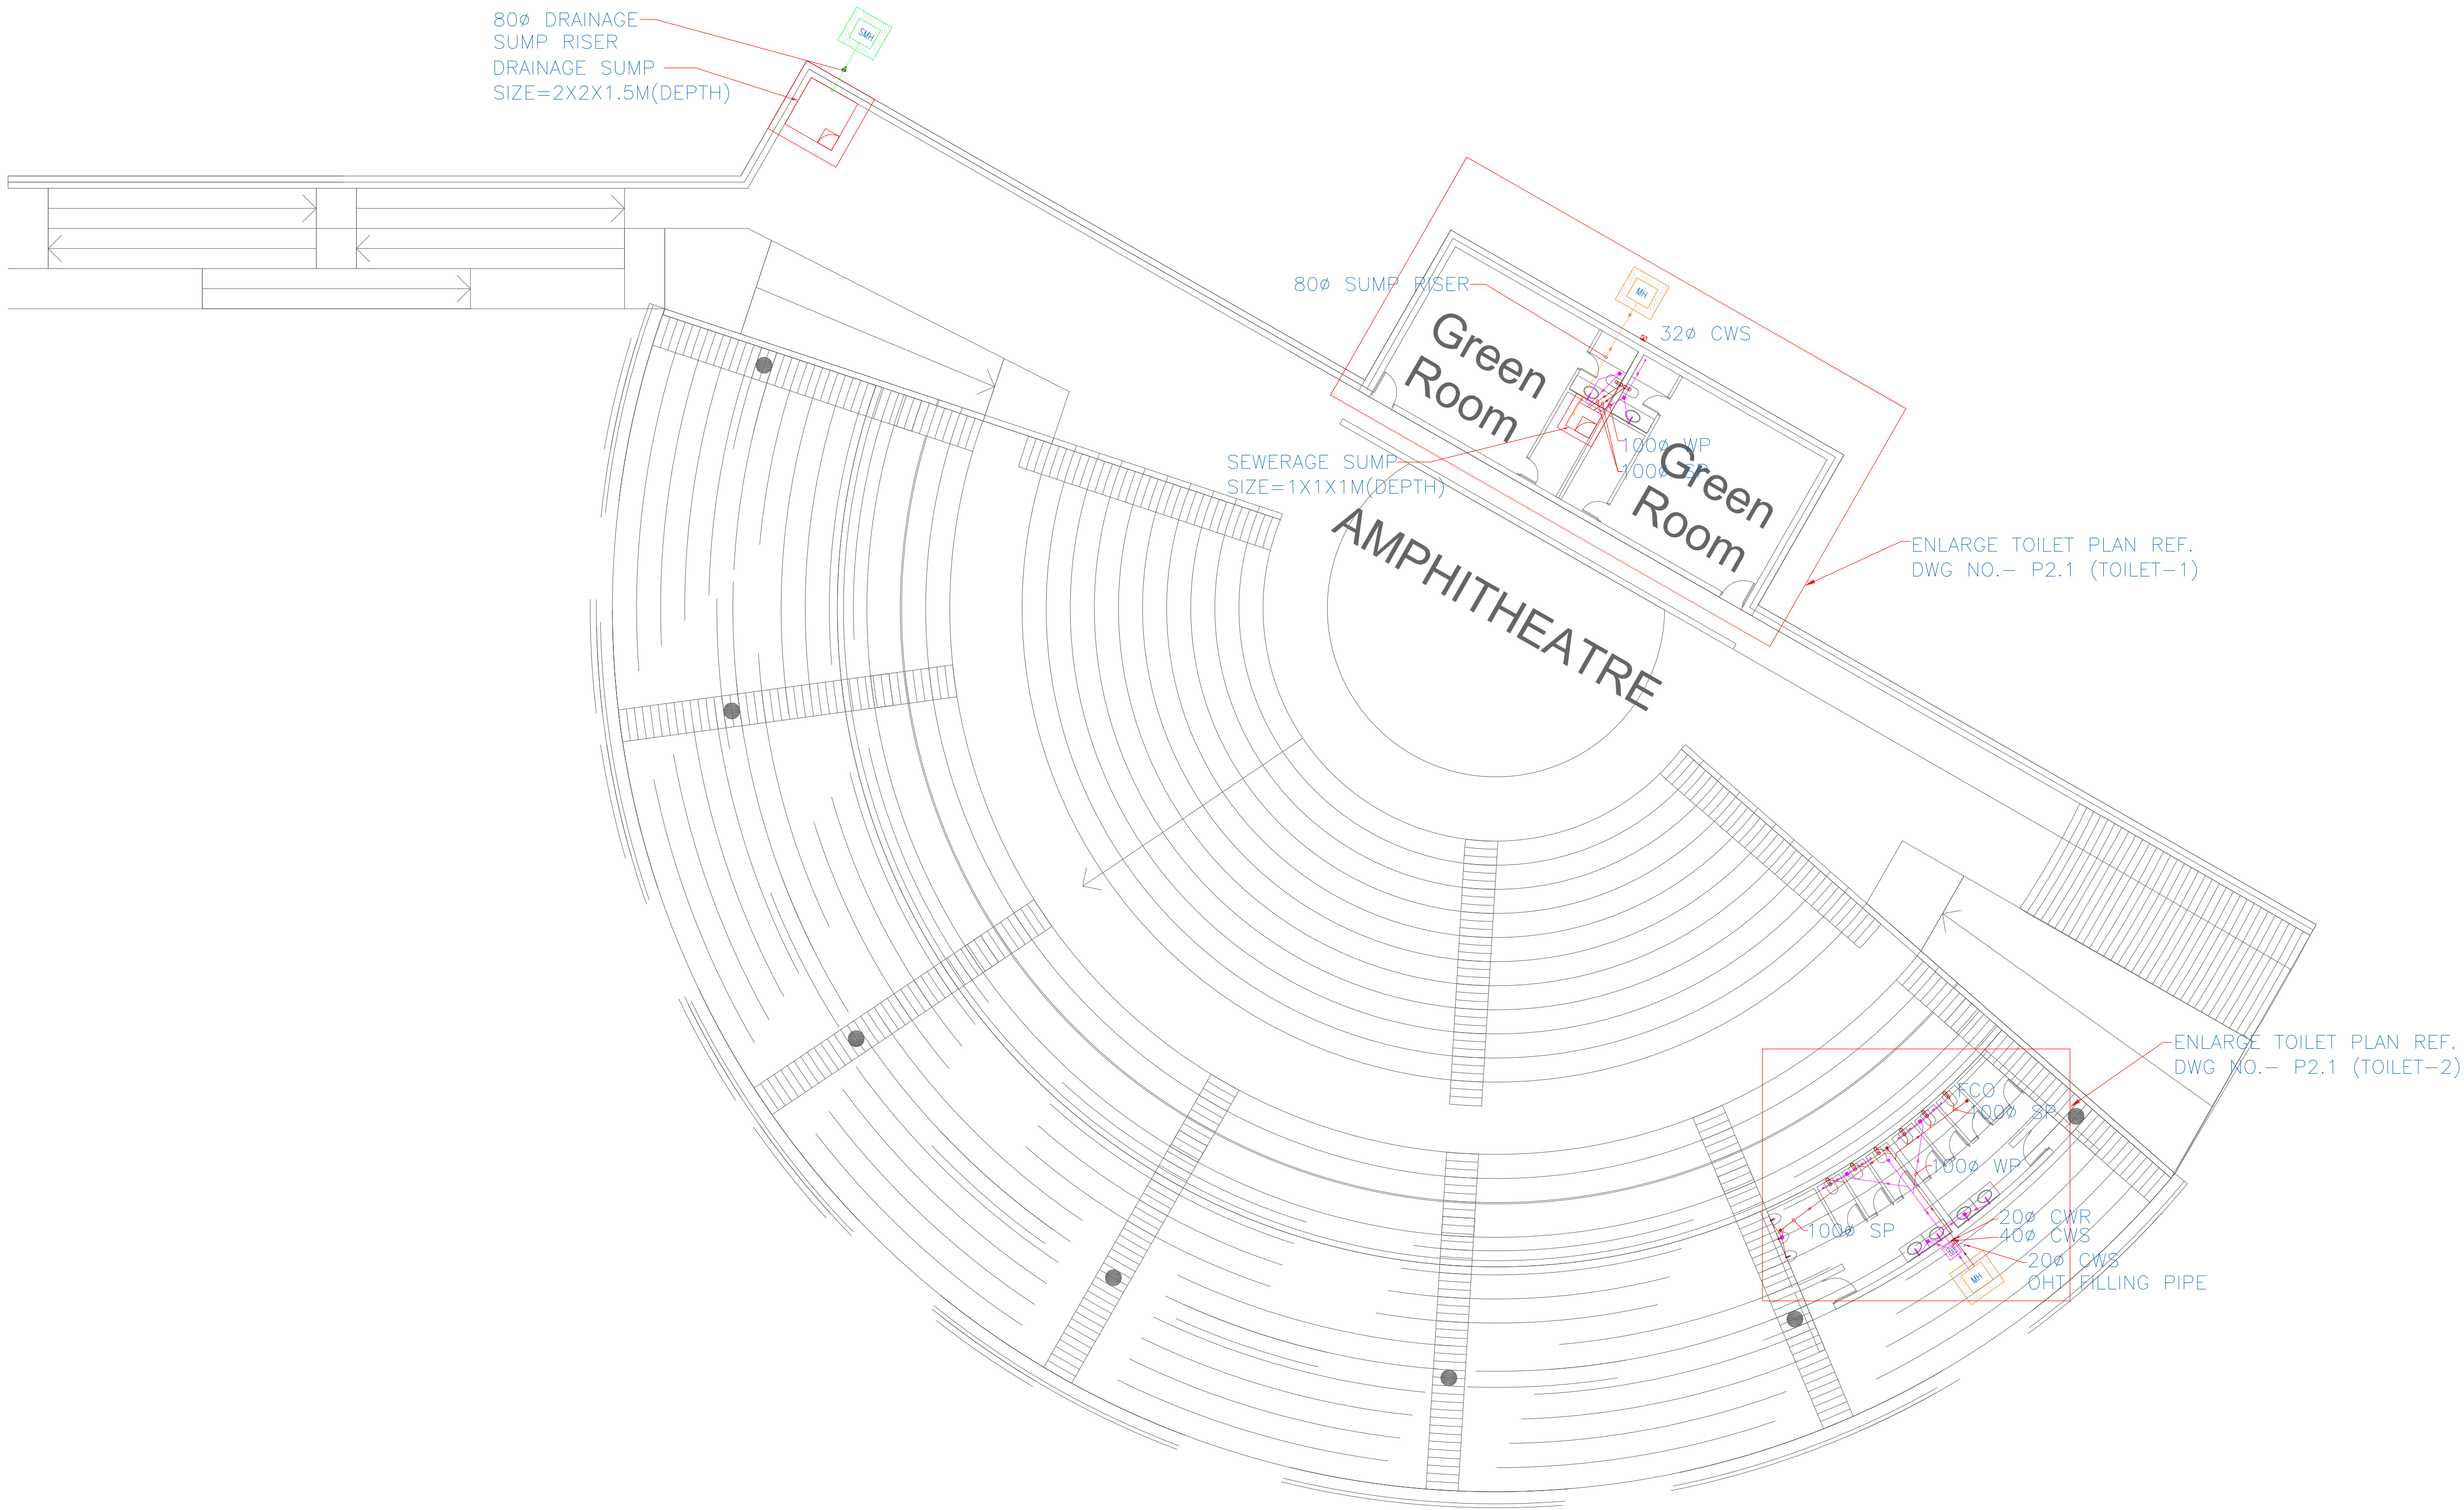 80ø DRAINAGE
SUMP RISER
DRAINAGE SUMP
SIZE=2X2X1.5M(DEPTH)
SMH
80ø SUMP RISER
MH
32ø CWS
Green
Room
100ø WP
100ø SP
SEWERAGE SUMP
SIZE=1X1X1M(DEPTH)
Green
Room
AMPHITHEATRE
ENLARGE TOILET PLAN REF.
DWG NO.- P2.1 (TOILET-1)
ENLARGE TOILET PLAN REF.
DWG NO.- P2.1 (TOILET-2)
FCO
100ø SP
100ø WP
100ø SP
20ø CWR
40ø CWS
20ø CWS
OHT FILLING PIPE
MH